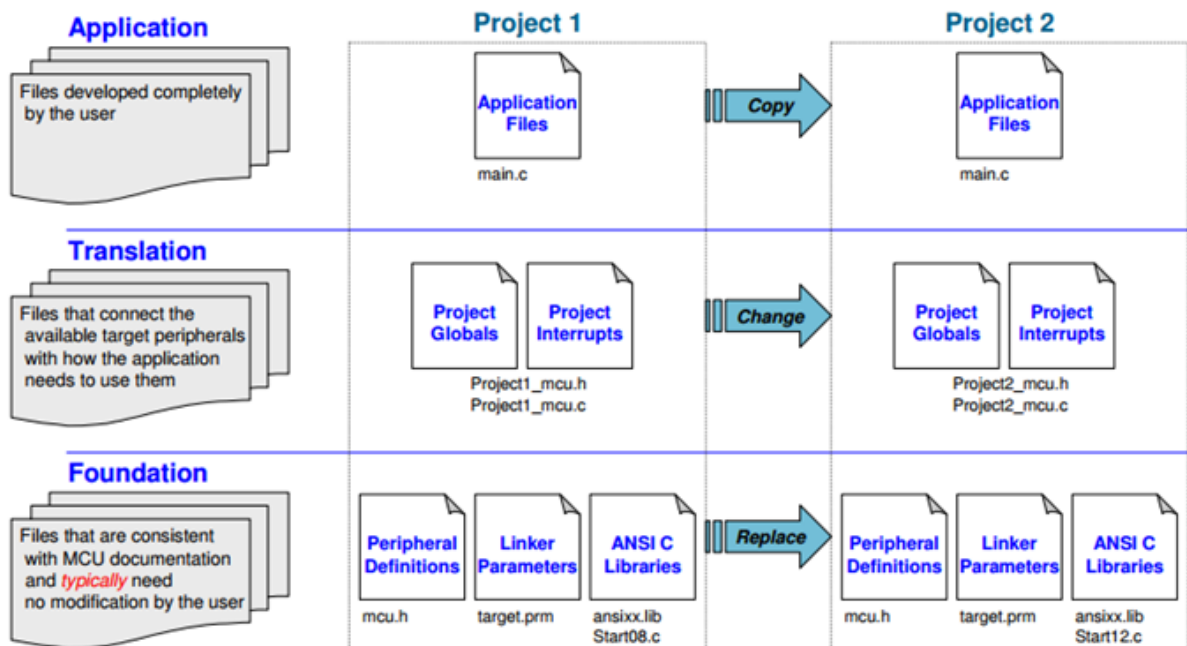 Application
Project 1
Project 2
Files developed completely
by the user
Application
Files
main.c
Copy
Application
Files
main.c
Translation
Files that connect the
available target peripherals
with how the application
needs to use them
Project
Globals
Project
Interrupts
Project1_mcu.h
Project1_mcu.c
Change
Project
Globals
Project
Interrupts
Project2_mcu.h
Project2_mcu.c
Foundation
Files that are consistent
with MCU documentation
and typically need
no modification by the user
Peripheral
Definitions
mcu.h
Linker
Parameters
target.prm
ANSI C
Libraries
ansixx.lib
Start08.c
Replace
Peripheral
Definitions
mcu.h
Linker
Parameters
target.prm
ANSI C
Libraries
ansixx.lib
Start12.c